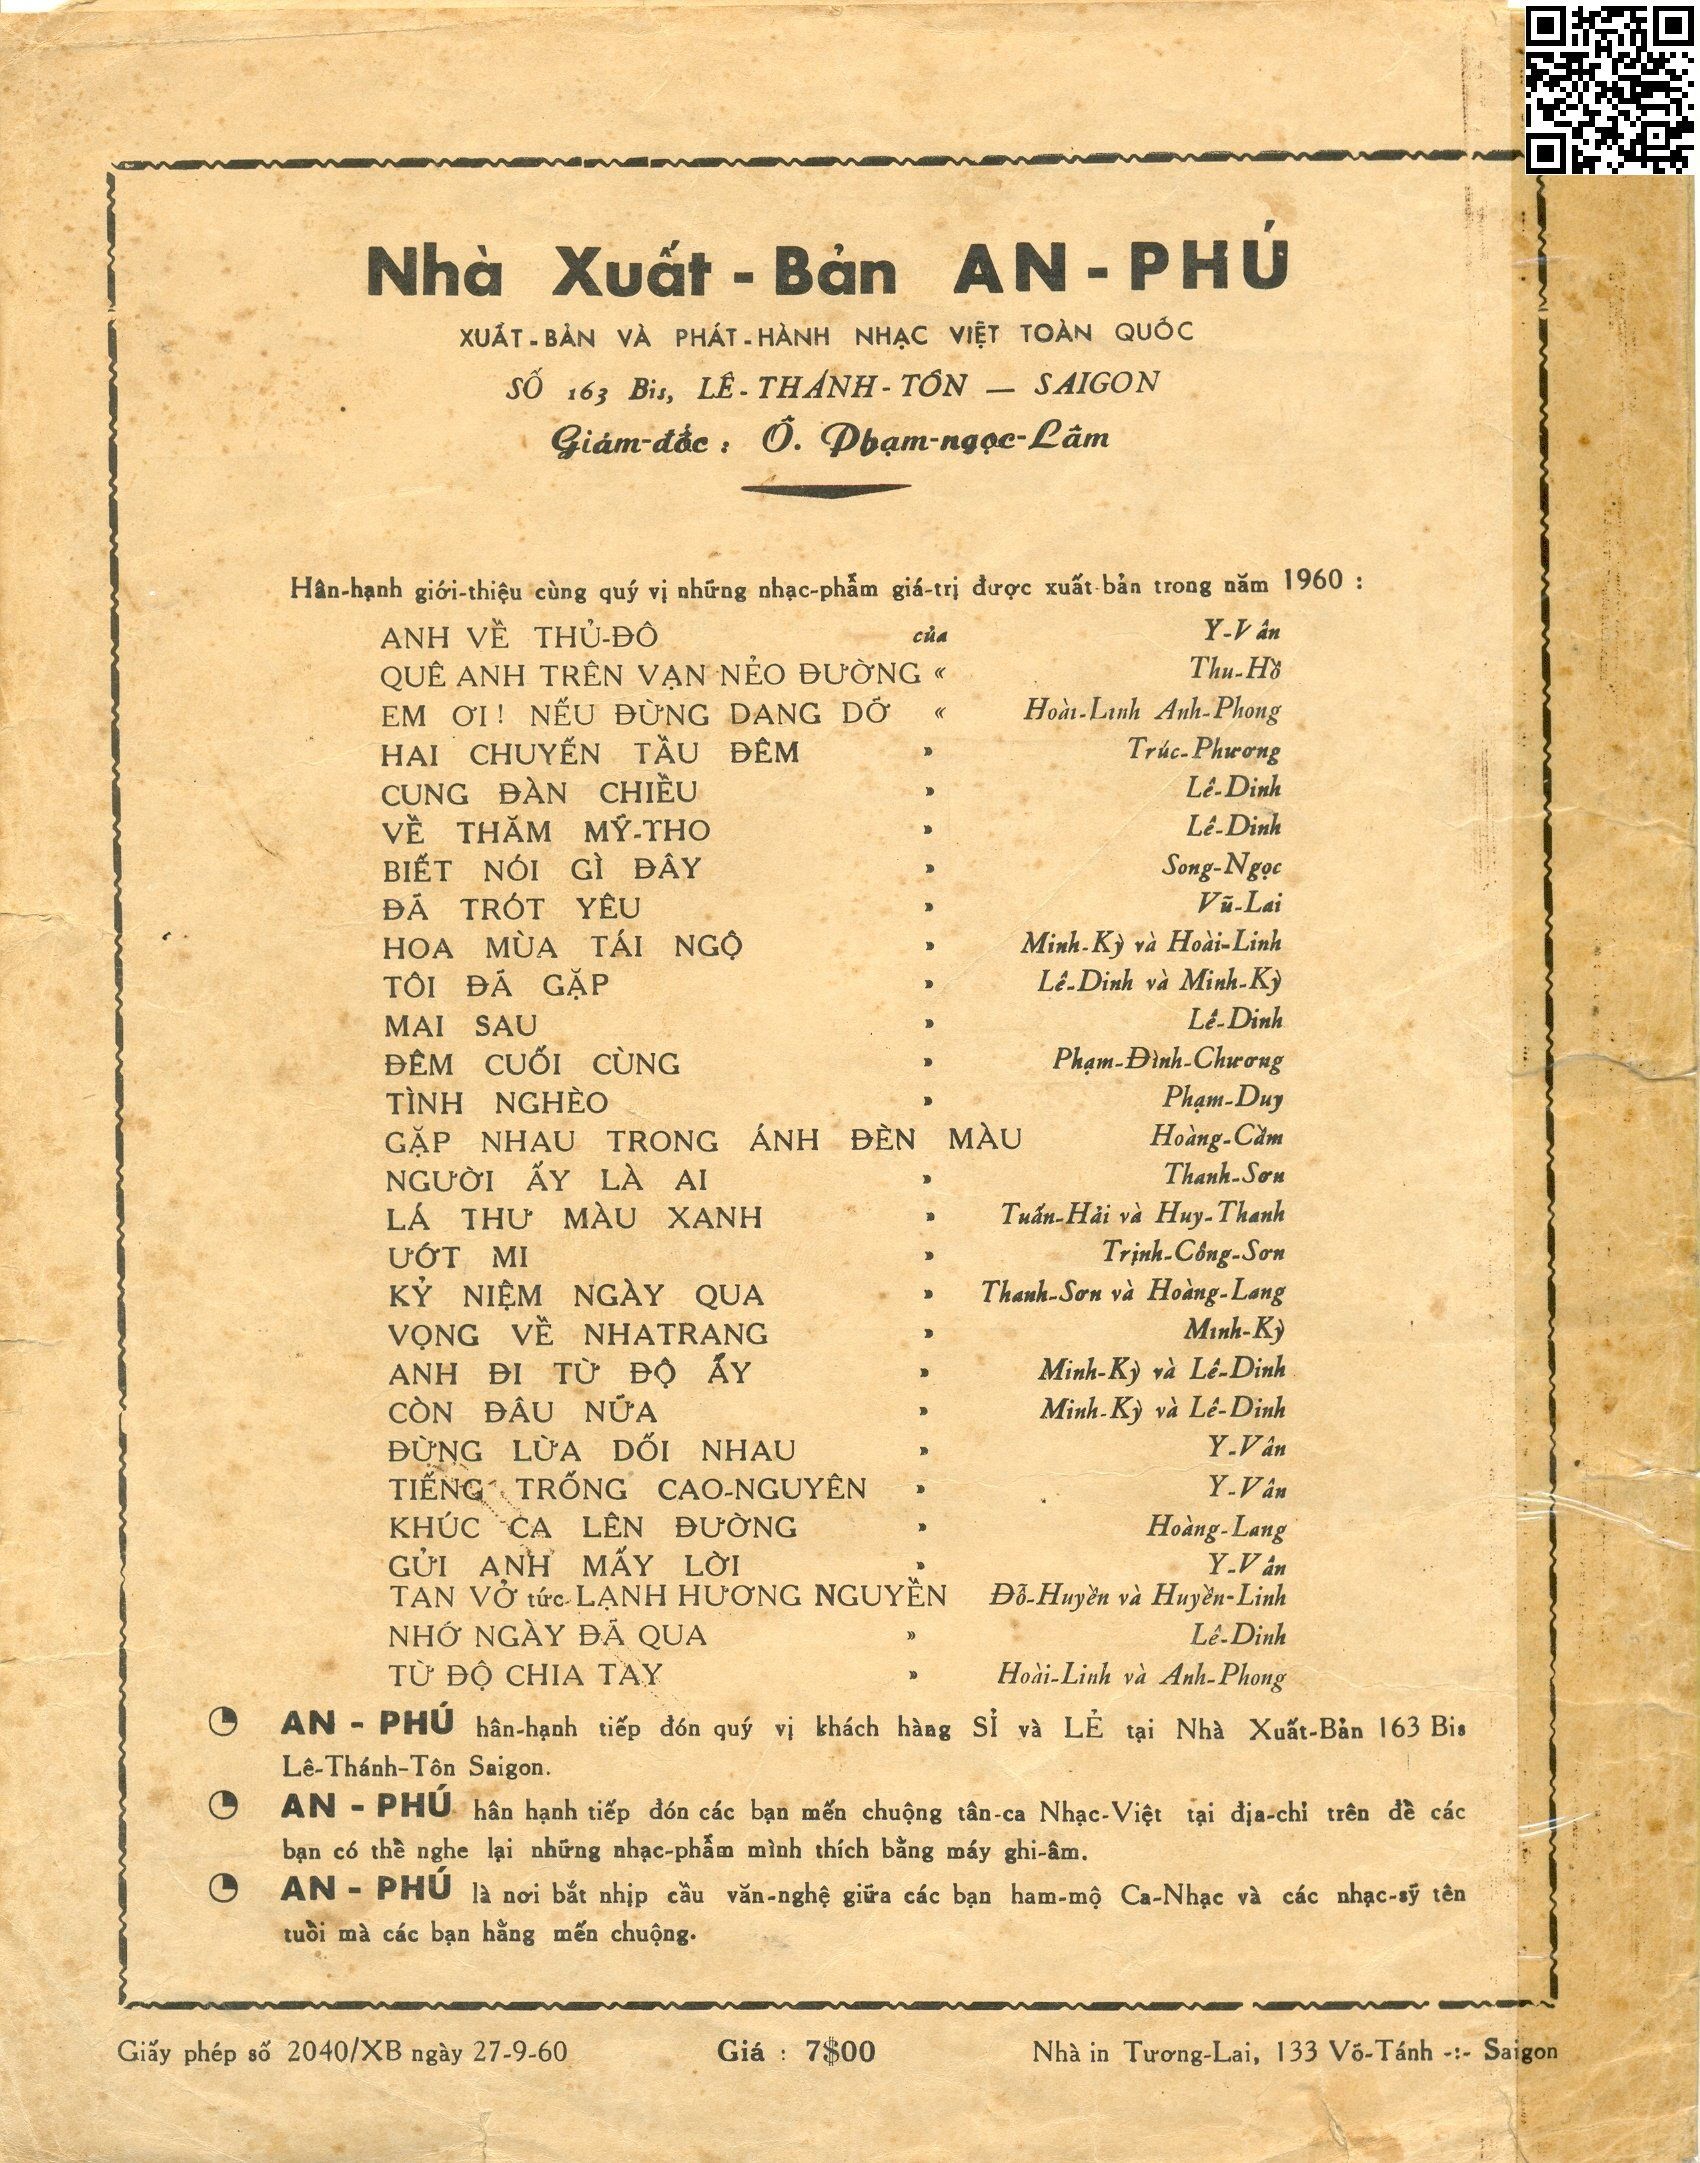 Nhà Xuất-Bản AN-PHÚ
XUẤT-BẢN VÀ PHÁT-HÀNH NHẠC VIỆT TOÀN QUỐC
SỐ 163 Bis, LÊ-THÁNH-TÔN — SAIGON
Giám-đốc : Ô. Phạm-ngọc-Lâm
Hân-hạnh giới-thiệu cùng quý vị những nhạc-phẩm giá-trị được xuất-bản trong năm 1960 :
ANH VỀ THỦ-ĐÔ của Y-Vân
QUÊ ANH TRÊN VẠN NẺO ĐƯỜNG « Thu-Hồ
EM ƠI ! NẾU ĐỪNG DANG DỞ « Hoài-Linh Anh-Phong
HAI CHUYẾN TẦU ĐÊM » Trúc-Phương
CUNG ĐÀN CHIỀU » Lê-Dinh
VỀ THĂM MỸ-THO » Lê-Dinh
BIẾT NÓI GÌ ĐÂY » Song-Ngọc
ĐÃ TRÓT YÊU » Vũ-Lai
HOA MÙA TÁI NGỘ » Minh-Kỳ và Hoài-Linh
TÔI ĐÃ GẶP » Lê-Dinh và Minh-Kỳ
MAI SAU » Lê-Dinh
ĐÊM CUỐI CÙNG » Phạm-Đình-Chương
TÌNH NGHÈO » Phạm-Duy
GẶP NHAU TRONG ÁNH ĐÈN MÀU Hoàng-Cầm
NGƯỜI ẤY LÀ AI » Thanh-Sơn
LÁ THƯ MÀU XANH » Tuấn-Hải và Huy-Thanh
ƯỚT MI » Trịnh-Công-Sơn
KỶ NIỆM NGÀY QUA » Thanh-Sơn và Hoàng-Lang
VỌNG VỀ NHATRANG » Minh-Kỳ
ANH ĐI TỪ ĐỘ ẤY » Minh-Kỳ và Lê-Dinh
CÒN ĐÂU NỮA » Minh-Kỳ và Lê-Dinh
ĐỪNG LỪA DỐI NHAU » Y-Vân
TIẾNG TRỐNG CAO-NGUYÊN » Y-Vân
KHÚC CA LÊN ĐƯỜNG » Hoàng-Lang
GỬI ANH MẤY LỜI » Y-Vân
TAN VỞ tức LẠNH HƯƠNG NGUYỀN Đỗ-Huyền và Huyền-Linh
NHỚ NGÀY ĐÃ QUA » Lê-Dinh
TỪ ĐỘ CHIA TAY » Hoài-Linh và Anh-Phong
AN - PHÚ hân-hạnh tiếp đón quý vị khách hàng SỈ và LẺ tại Nhà Xuất-Bản 163 Bis
Lê-Thánh-Tôn Saigon.
AN - PHÚ hân hạnh tiếp đón các bạn mến chuộng tân-ca Nhạc-Việt tại địa-chỉ trên để các
bạn có thể nghe lại những nhạc-phẩm mình thích bằng máy ghi-âm.
AN - PHÚ là nơi bắt nhịp cầu văn-nghệ giữa các bạn ham-mộ Ca-Nhạc và các nhạc-sỹ tên
tuổi mà các bạn hằng mến chuộng.
Giấy phép số 2040/XB ngày 27-9-60 Giá : 7$00 Nhà in Tương-Lai, 133 Võ-Tánh -:- Saigon